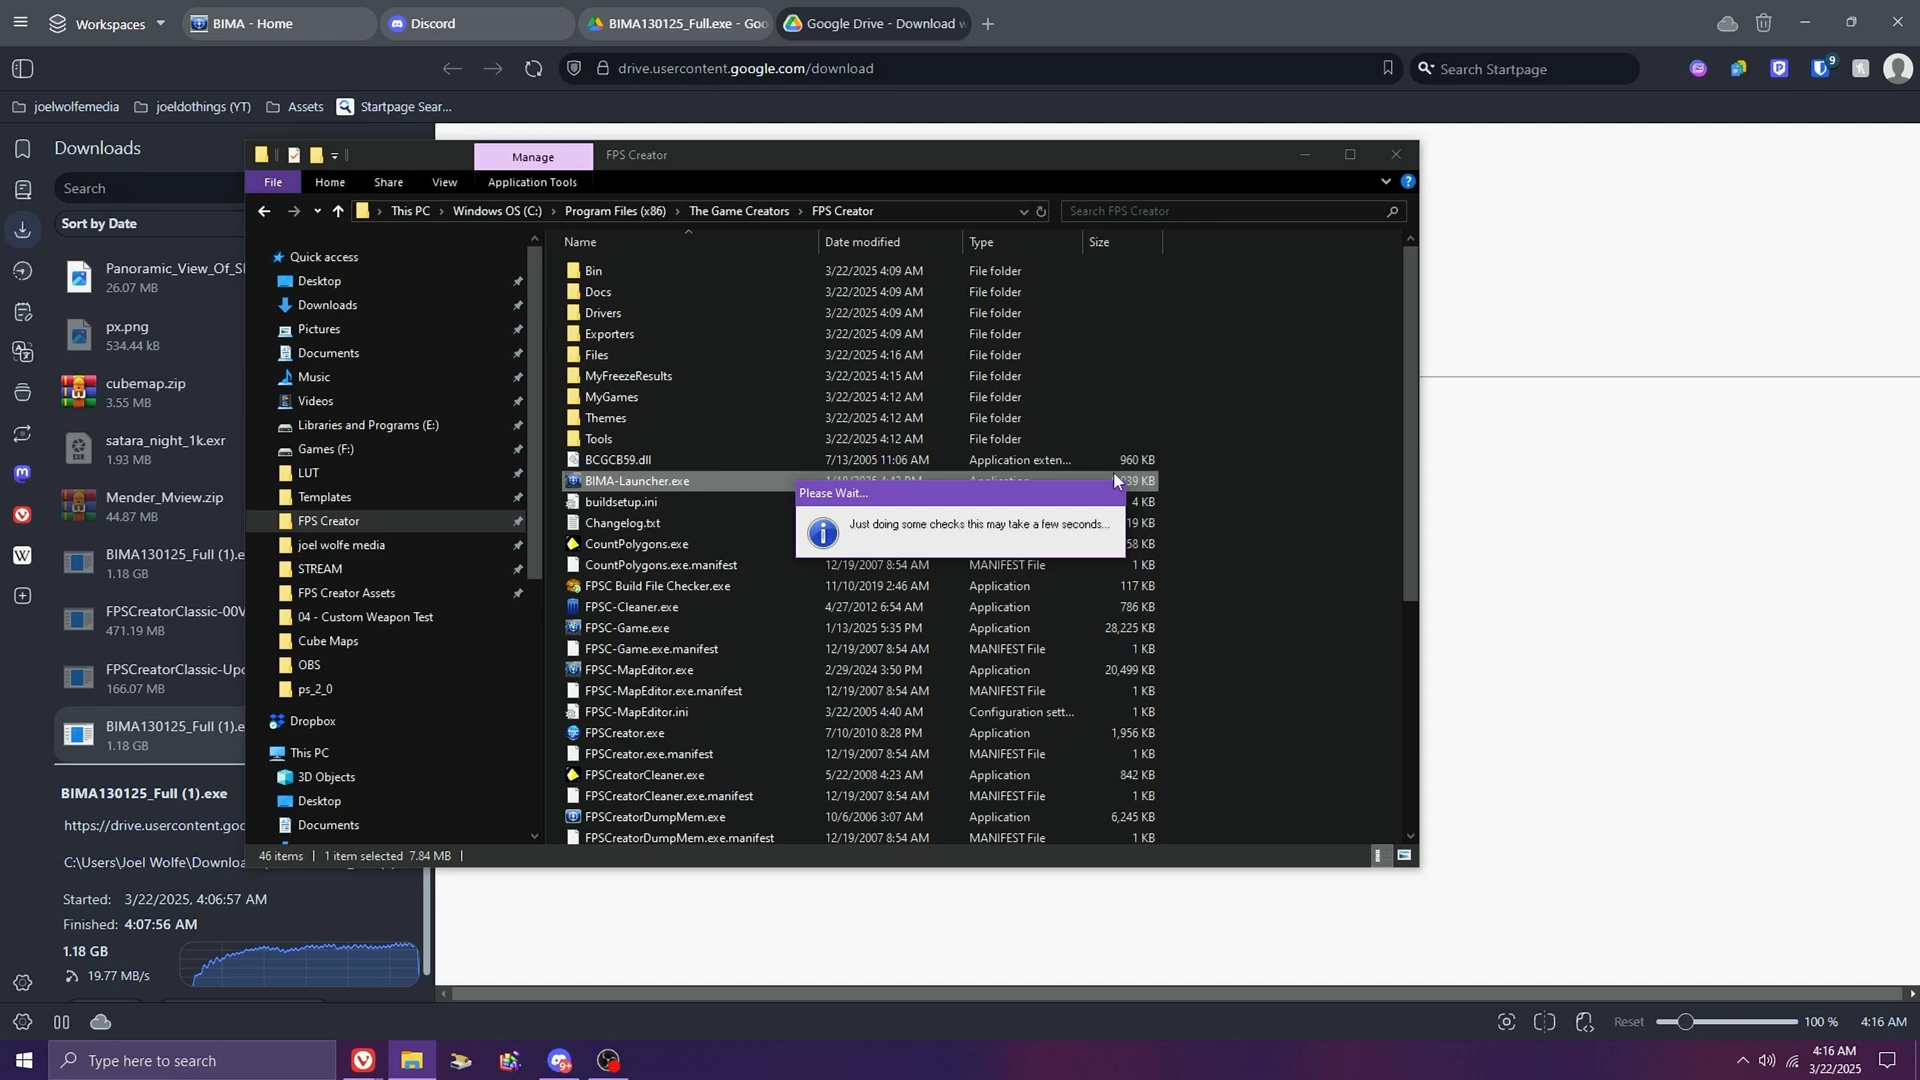 Workspaces
BIMA - Home
Discord
BIMA130125_Full.exe - Goo
Google Drive - Download w
drive.usercontent.google.com/download
Search Startpage
9
joelwolfemedia
joeldothings (YT)
Assets
Startpage Sear...
Downloads
Search
Sort by Date
Panoramic_View_Of_S
26.07 MB
px.png
534.44 kB
cubemap.zip
3.55 MB
satara_night_1k.exr
1.93 MB
Mender_Mview.zip
44.87 MB
BIMA130125_Full (1).e
1.18 GB
FPSCreatorClassic-00V
471.19 MB
FPSCreatorClassic-Upd
166.07 MB
BIMA130125_Full (1).e
1.18 GB
BIMA130125_Full (1).exe
https://drive.usercontent.goo
C:\Users\Joel Wolfe\Downloa
Started: 3/22/2025, 4:06:57 AM
Finished: 4:07:56 AM
1.18 GB
19.77 MB/s
Manage
FPS Creator
File
Home
Share
View
Application Tools
This PC
Windows OS (C:)
Program Files (x86)
The Game Creators
FPS Creator
Search FPS Creator
Quick access
Desktop
Downloads
Pictures
Documents
Music
Videos
Libraries and Programs (E:)
Games (F:)
LUT
Templates
FPS Creator
joel wolfe media
STREAM
FPS Creator Assets
04 - Custom Weapon Test
Cube Maps
OBS
ps_2_0
Dropbox
This PC
3D Objects
Desktop
Documents
Name Date modified Type Size
Bin 3/22/2025 4:09 AM File folder
Docs 3/22/2025 4:09 AM File folder
Drivers 3/22/2025 4:09 AM File folder
Exporters 3/22/2025 4:09 AM File folder
Files 3/22/2025 4:16 AM File folder
MyFreezeResults 3/22/2025 4:15 AM File folder
MyGames 3/22/2025 4:12 AM File folder
Themes 3/22/2025 4:12 AM File folder
Tools 3/22/2025 4:12 AM File folder
BCGCB59.dll 7/13/2005 11:06 AM Application exten... 960 KB
BIMA-Launcher.exe 39 KB
buildsetup.ini 4 KB
Changelog.txt 19 KB
CountPolygons.exe 58 KB
CountPolygons.exe.manifest 12/19/2007 8:54 AM MANIFEST File 1 KB
FPSC Build File Checker.exe 11/10/2019 2:46 AM Application 117 KB
FPSC-Cleaner.exe 4/27/2012 6:54 AM Application 786 KB
FPSC-Game.exe 1/13/2025 5:35 PM Application 28,225 KB
FPSC-Game.exe.manifest 12/19/2007 8:54 AM MANIFEST File 1 KB
FPSC-MapEditor.exe 2/29/2024 3:50 PM Application 20,499 KB
FPSC-MapEditor.exe.manifest 12/19/2007 8:54 AM MANIFEST File 1 KB
FPSC-MapEditor.ini 3/22/2005 4:40 AM Configuration sett... 1 KB
FPSCreator.exe 7/10/2010 8:28 PM Application 1,956 KB
FPSCreator.exe.manifest 12/19/2007 8:54 AM MANIFEST File 1 KB
FPSCreatorCleaner.exe 5/22/2008 4:23 AM Application 842 KB
FPSCreatorCleaner.exe.manifest 12/19/2007 8:54 AM MANIFEST File 1 KB
FPSCreatorDumpMem.exe 10/6/2006 3:07 AM Application 6,245 KB
FPSCreatorDumpMem.exe.manifest 12/19/2007 8:54 AM MANIFEST File 1 KB
Please Wait...
Just doing some checks this may take a few seconds...
46 items
1 item selected 7.84 MB
Reset
100 %
4:16 AM
Type here to search
9+
4:16 AM
3/22/2025